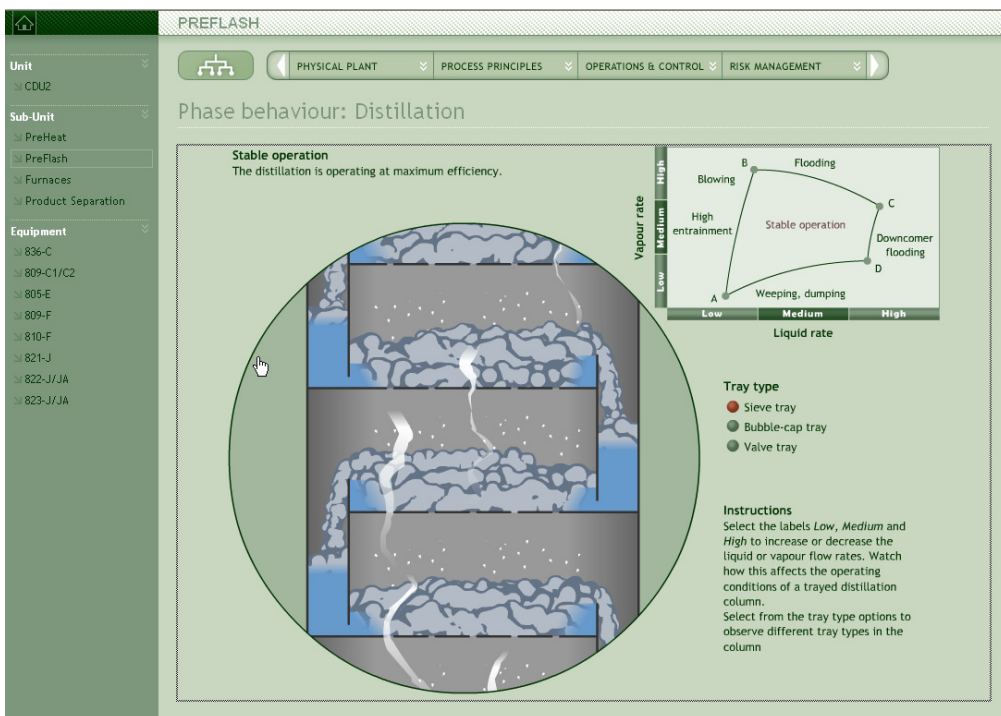 PREFLASH
Unit
CDU2
Sub-Unit
PreHeat
PreFlash
Furnaces
Product Separation
Equipment
836-C
809-C1/C2
805-E
809-F
810-F
821-J
822-J/JA
823-J/JA
PHYSICAL PLANT
PROCESS PRINCIPLES
OPERATIONS & CONTROL
RISK MANAGEMENT
Phase behaviour: Distillation
Stable operation
The distillation is operating at maximum efficiency.
Vapour rate
High
Medium
Low
B
Flooding
Blowing
C
High
entrainment
Stable operation
Downcomer
flooding
D
A
Weeping, dumping
Low
Medium
High
Liquid rate
Tray type
Sieve tray
Bubble-cap tray
Valve tray
Instructions
Select the labels Low, Medium and
High to increase or decrease the
liquid or vapour flow rates. Watch
how this affects the operating
conditions of a trayed distillation
column.
Select from the tray type options to
observe different tray types in the
column